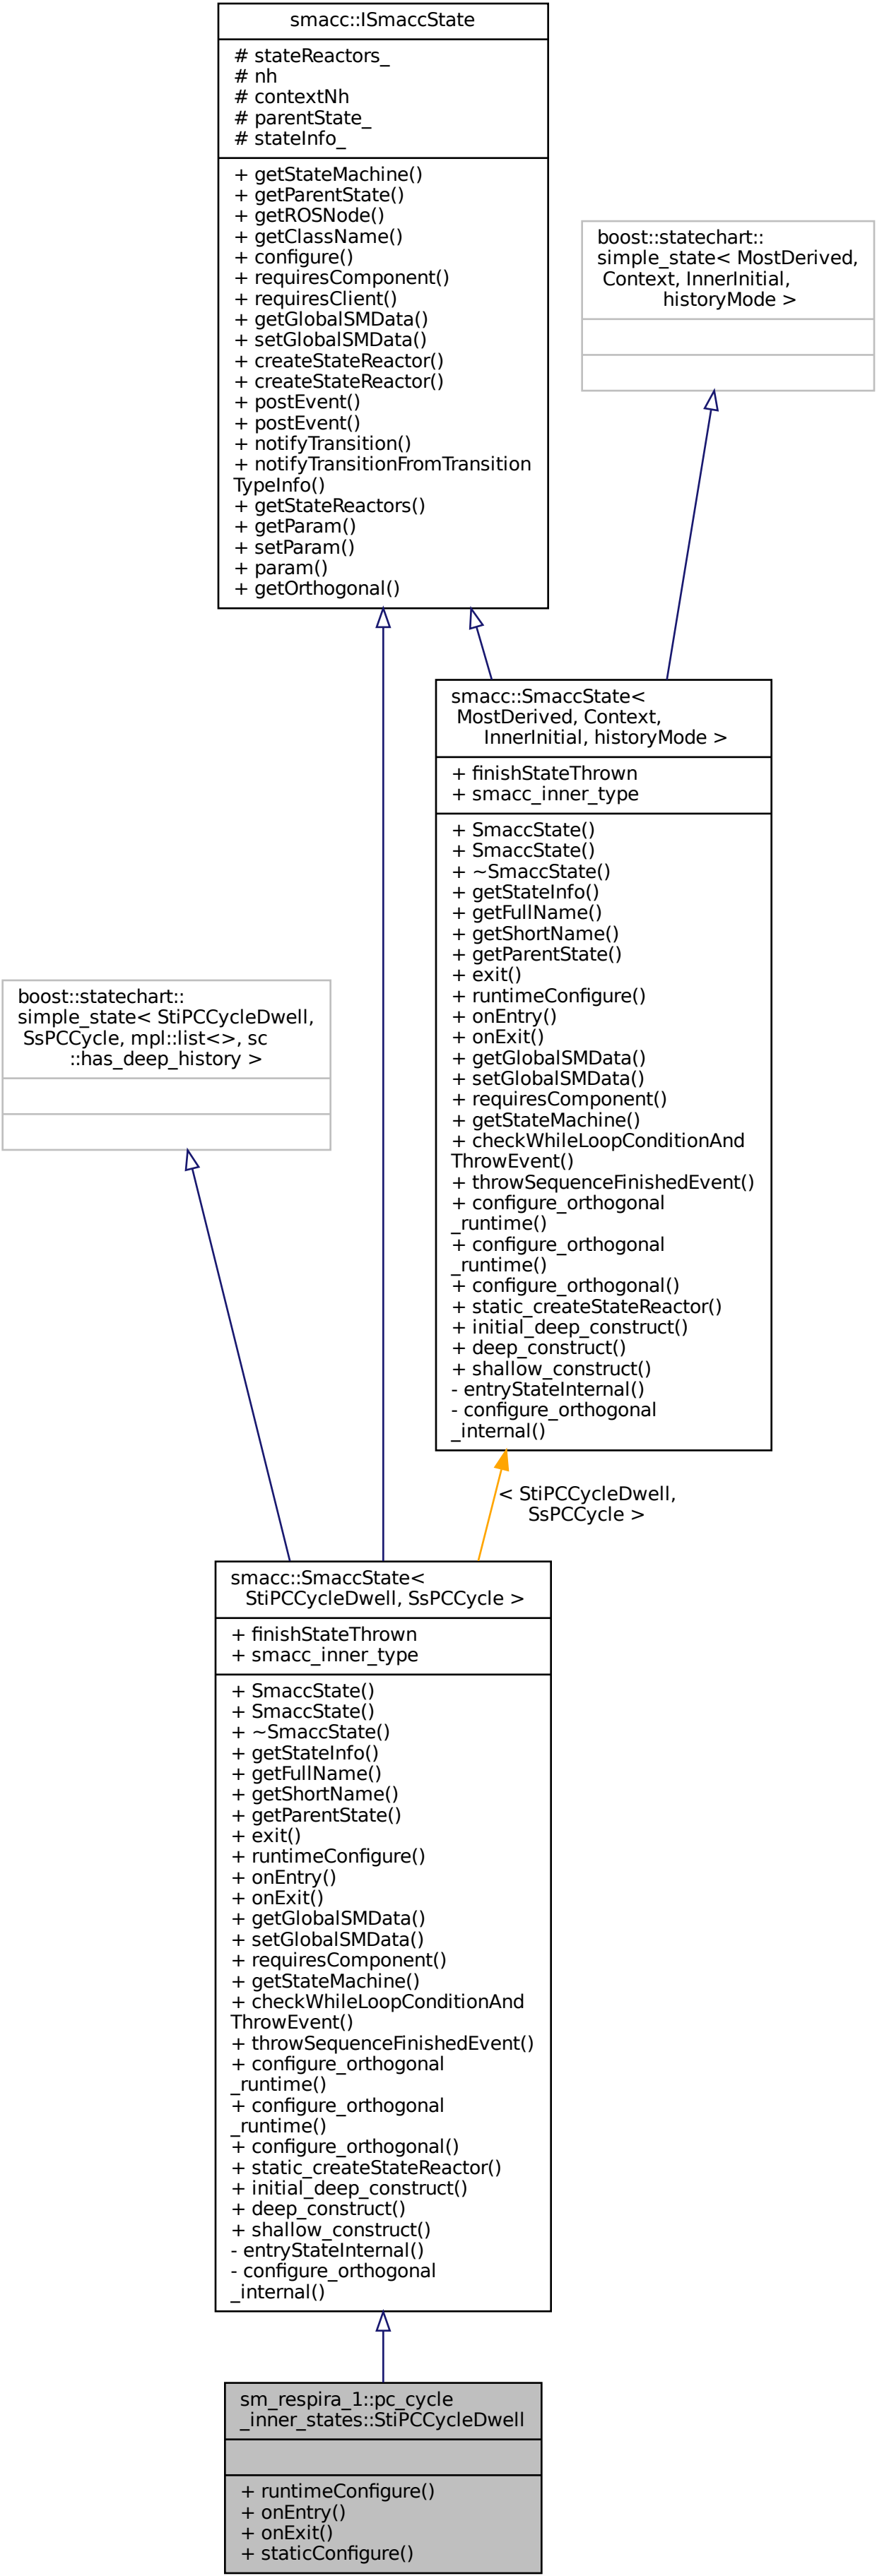 smacc::ISmaccState
# stateReactors_
# nh
# contextNh
# parentState_
# stateInfo_
+ getStateMachine()
+ getParentState()
+ getROSNode()
+ getClassName()
+ configure()
+ requiresComponent()
+ requiresClient()
+ getGlobalSMData()
+ setGlobalSMData()
+ createStateReactor()
+ createStateReactor()
+ postEvent()
+ postEvent()
+ notifyTransition()
+ notifyTransitionFromTransition
TypeInfo()
+ getStateReactors()
+ getParam()
+ setParam()
+ param()
+ getOrthogonal()
boost::statechart::
simple_state< MostDerived,
Context, InnerInitial,
historyMode >
smacc::SmaccState<
MostDerived, Context,
InnerInitial, historyMode >
+ finishStateThrown
+ smacc_inner_type
+ SmaccState()
+ SmaccState()
+ ~SmaccState()
+ getStateInfo()
+ getFullName()
+ getShortName()
+ getParentState()
+ exit()
+ runtimeConfigure()
+ onEntry()
+ onExit()
+ getGlobalSMData()
+ setGlobalSMData()
+ requiresComponent()
+ getStateMachine()
+ checkWhileLoopConditionAnd
ThrowEvent()
+ throwSequenceFinishedEvent()
+ configure_orthogonal
_runtime()
+ configure_orthogonal
_runtime()
+ configure_orthogonal()
+ static_createStateReactor()
+ initial_deep_construct()
+ deep_construct()
+ shallow_construct()
- entryStateInternal()
- configure_orthogonal
_internal()
boost::statechart::
simple_state< StiPCCycleDwell,
SsPCCycle, mpl::list<>, sc
::has_deep_history >
< StiPCCycleDwell,
SsPCCycle >
smacc::SmaccState<
StiPCCycleDwell, SsPCCycle >
+ finishStateThrown
+ smacc_inner_type
+ SmaccState()
+ SmaccState()
+ ~SmaccState()
+ getStateInfo()
+ getFullName()
+ getShortName()
+ getParentState()
+ exit()
+ runtimeConfigure()
+ onEntry()
+ onExit()
+ getGlobalSMData()
+ setGlobalSMData()
+ requiresComponent()
+ getStateMachine()
+ checkWhileLoopConditionAnd
ThrowEvent()
+ throwSequenceFinishedEvent()
+ configure_orthogonal
_runtime()
+ configure_orthogonal
_runtime()
+ configure_orthogonal()
+ static_createStateReactor()
+ initial_deep_construct()
+ deep_construct()
+ shallow_construct()
- entryStateInternal()
- configure_orthogonal
_internal()
sm_respira_1::pc_cycle
_inner_states::StiPCCycleDwell
+ runtimeConfigure()
+ onEntry()
+ onExit()
+ staticConfigure()